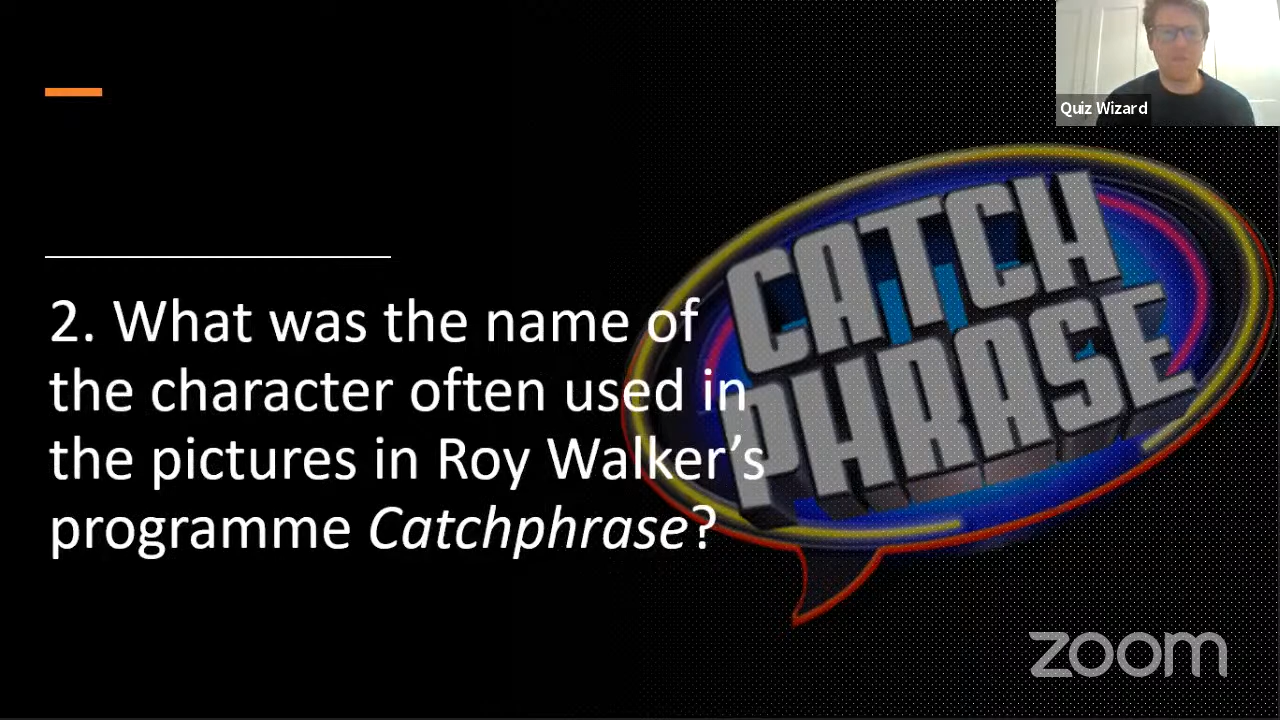 Quiz Wizard
CATCH
PHRASE
2. What was the name of
the character often used in
the pictures in Roy Walker’s
programme Catchphrase?
zoom